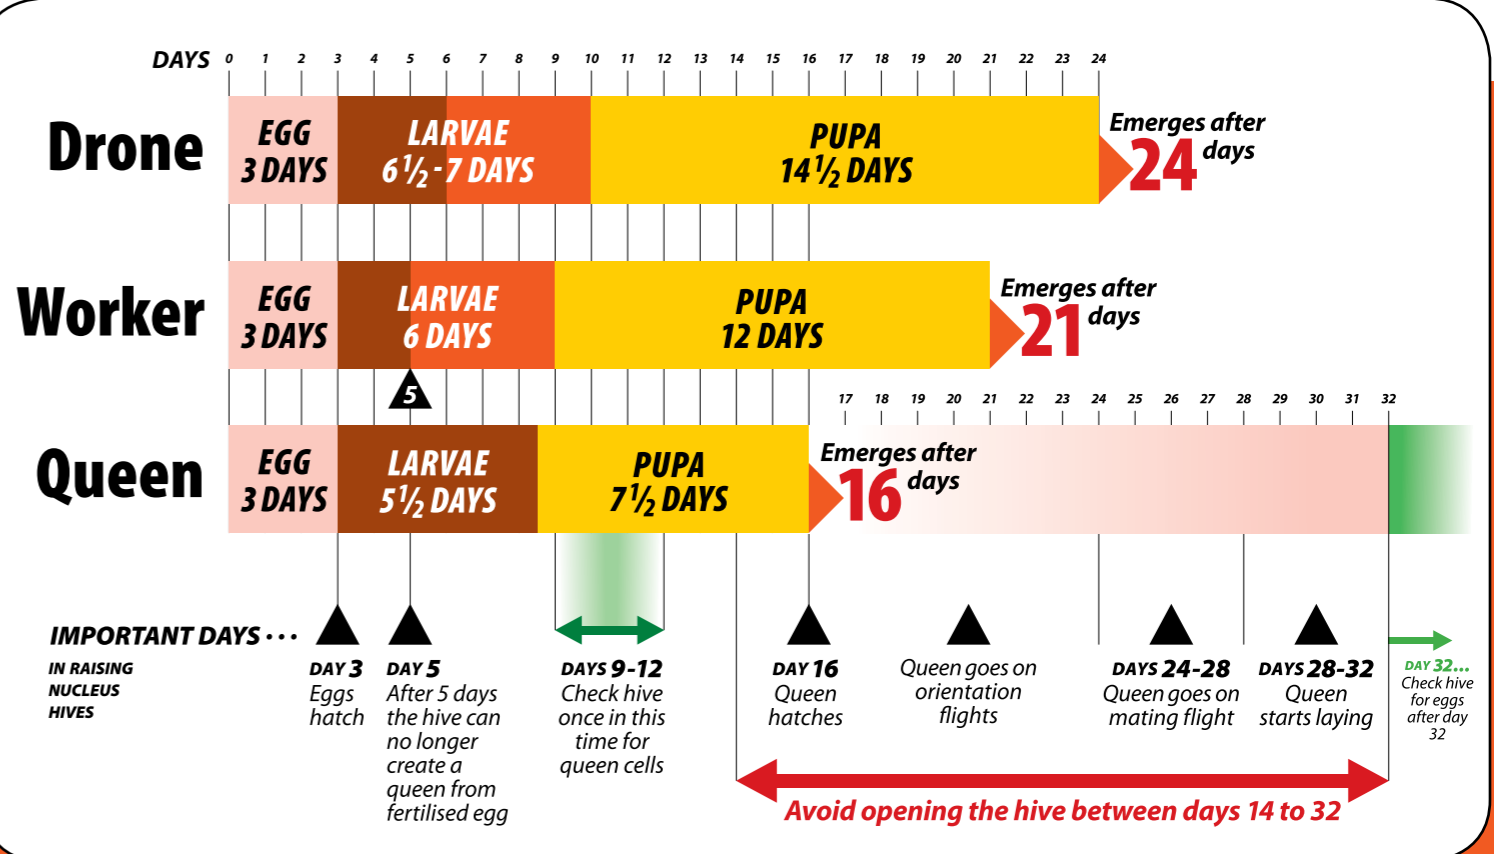 DAYS 0 1 2 3 4 5 6 7 8 9 10 11 12 13 14 15 16 17 18 19 20 21 22 23 24
Drone
EGG
3 DAYS
LARVAE
6 ½ - 7 DAYS
PUPA
14 ½ DAYS
Emerges after
24 days
Worker
EGG
3 DAYS
LARVAE
6 DAYS
PUPA
12 DAYS
Emerges after
21 days
5
17 18 19 20 21 22 23 24 25 26 27 28 29 30 31 32
Queen
EGG
3 DAYS
LARVAE
5 ½ DAYS
PUPA
7 ½ DAYS
Emerges after
16 days
IMPORTANT DAYS ...
IN RAISING
NUCLEUS
HIVES
DAY 3
Eggs
hatch
DAY 5
After 5 days
the hive can
no longer
create a
queen from
fertilised egg
DAYS 9-12
Check hive
once in this
time for
queen cells
DAY 16
Queen
hatches
Queen goes on
orientation
flights
DAYS 24-28
Queen goes on
mating flight
DAYS 28-32
Queen
starts laying
DAY 32...
Check hive
for eggs
after day
32
Avoid opening the hive between days 14 to 32